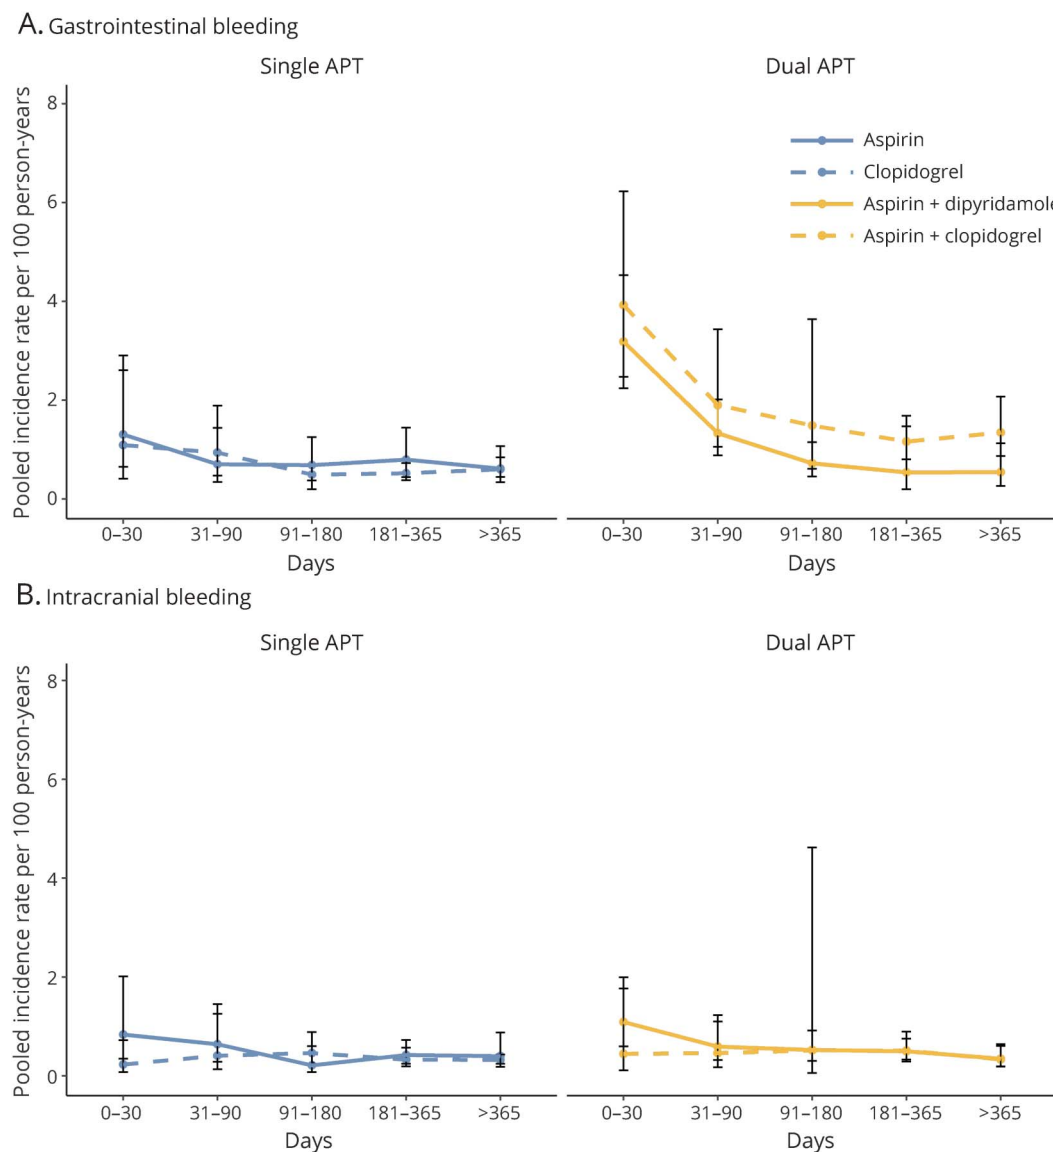 A. Gastrointestinal bleeding
Single APT
Dual APT
Pooled incidence rate per 100 person-years
8
6
4
2
0
Aspirin
Clopidogrel
Aspirin + dipyridamole
Aspirin + clopidogrel
0–30 31–90 91–180 181–365 >365
Days
0–30 31–90 91–180 181–365 >365
Days
B. Intracranial bleeding
Single APT
Dual APT
Pooled incidence rate per 100 person-years
8
6
4
2
0
0–30 31–90 91–180 181–365 >365
Days
0–30 31–90 91–180 181–365 >365
Days